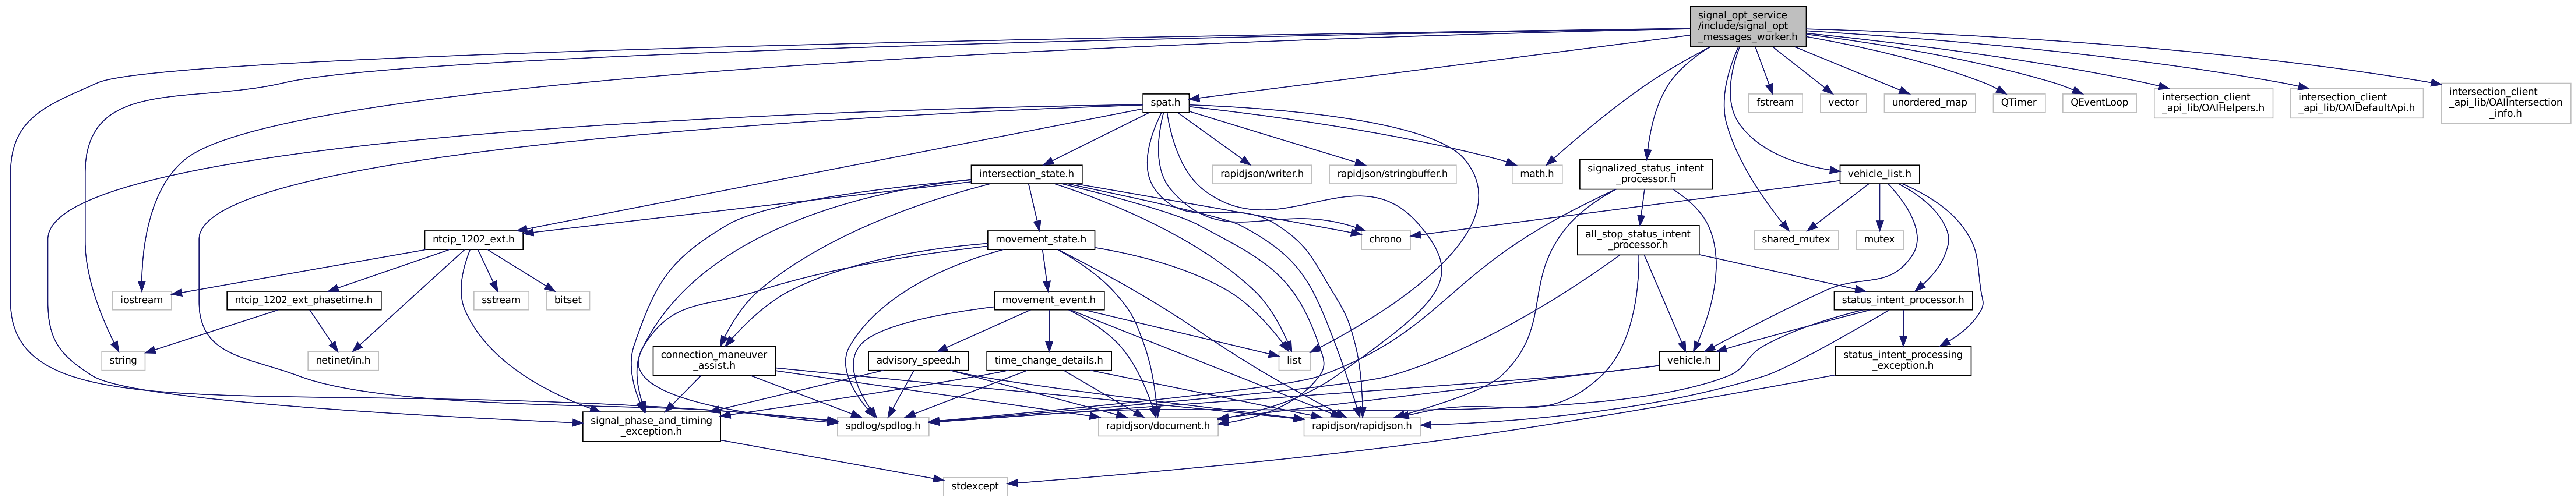 signal_opt_service
/include/signal_opt
_messages_worker.h
spat.h
fstream
vector
unordered_map
QTimer
QEventLoop
intersection_client
_api_lib/OAIHelpers.h
intersection_client
_api_lib/OAIDefaultApi.h
intersection_client
_api_lib/OAIIntersection
_info.h
intersection_state.h
rapidjson/writer.h
rapidjson/stringbuffer.h
math.h
signalized_status_intent
_processor.h
vehicle_list.h
ntcip_1202_ext.h
movement_state.h
chrono
all_stop_status_intent
_processor.h
shared_mutex
mutex
iostream
ntcip_1202_ext_phasetime.h
sstream
bitset
movement_event.h
status_intent_processor.h
string
netinet/in.h
connection_maneuver
_assist.h
advisory_speed.h
time_change_details.h
list
vehicle.h
status_intent_processing
_exception.h
signal_phase_and_timing
_exception.h
spdlog/spdlog.h
rapidjson/document.h
rapidjson/rapidjson.h
stdexcept